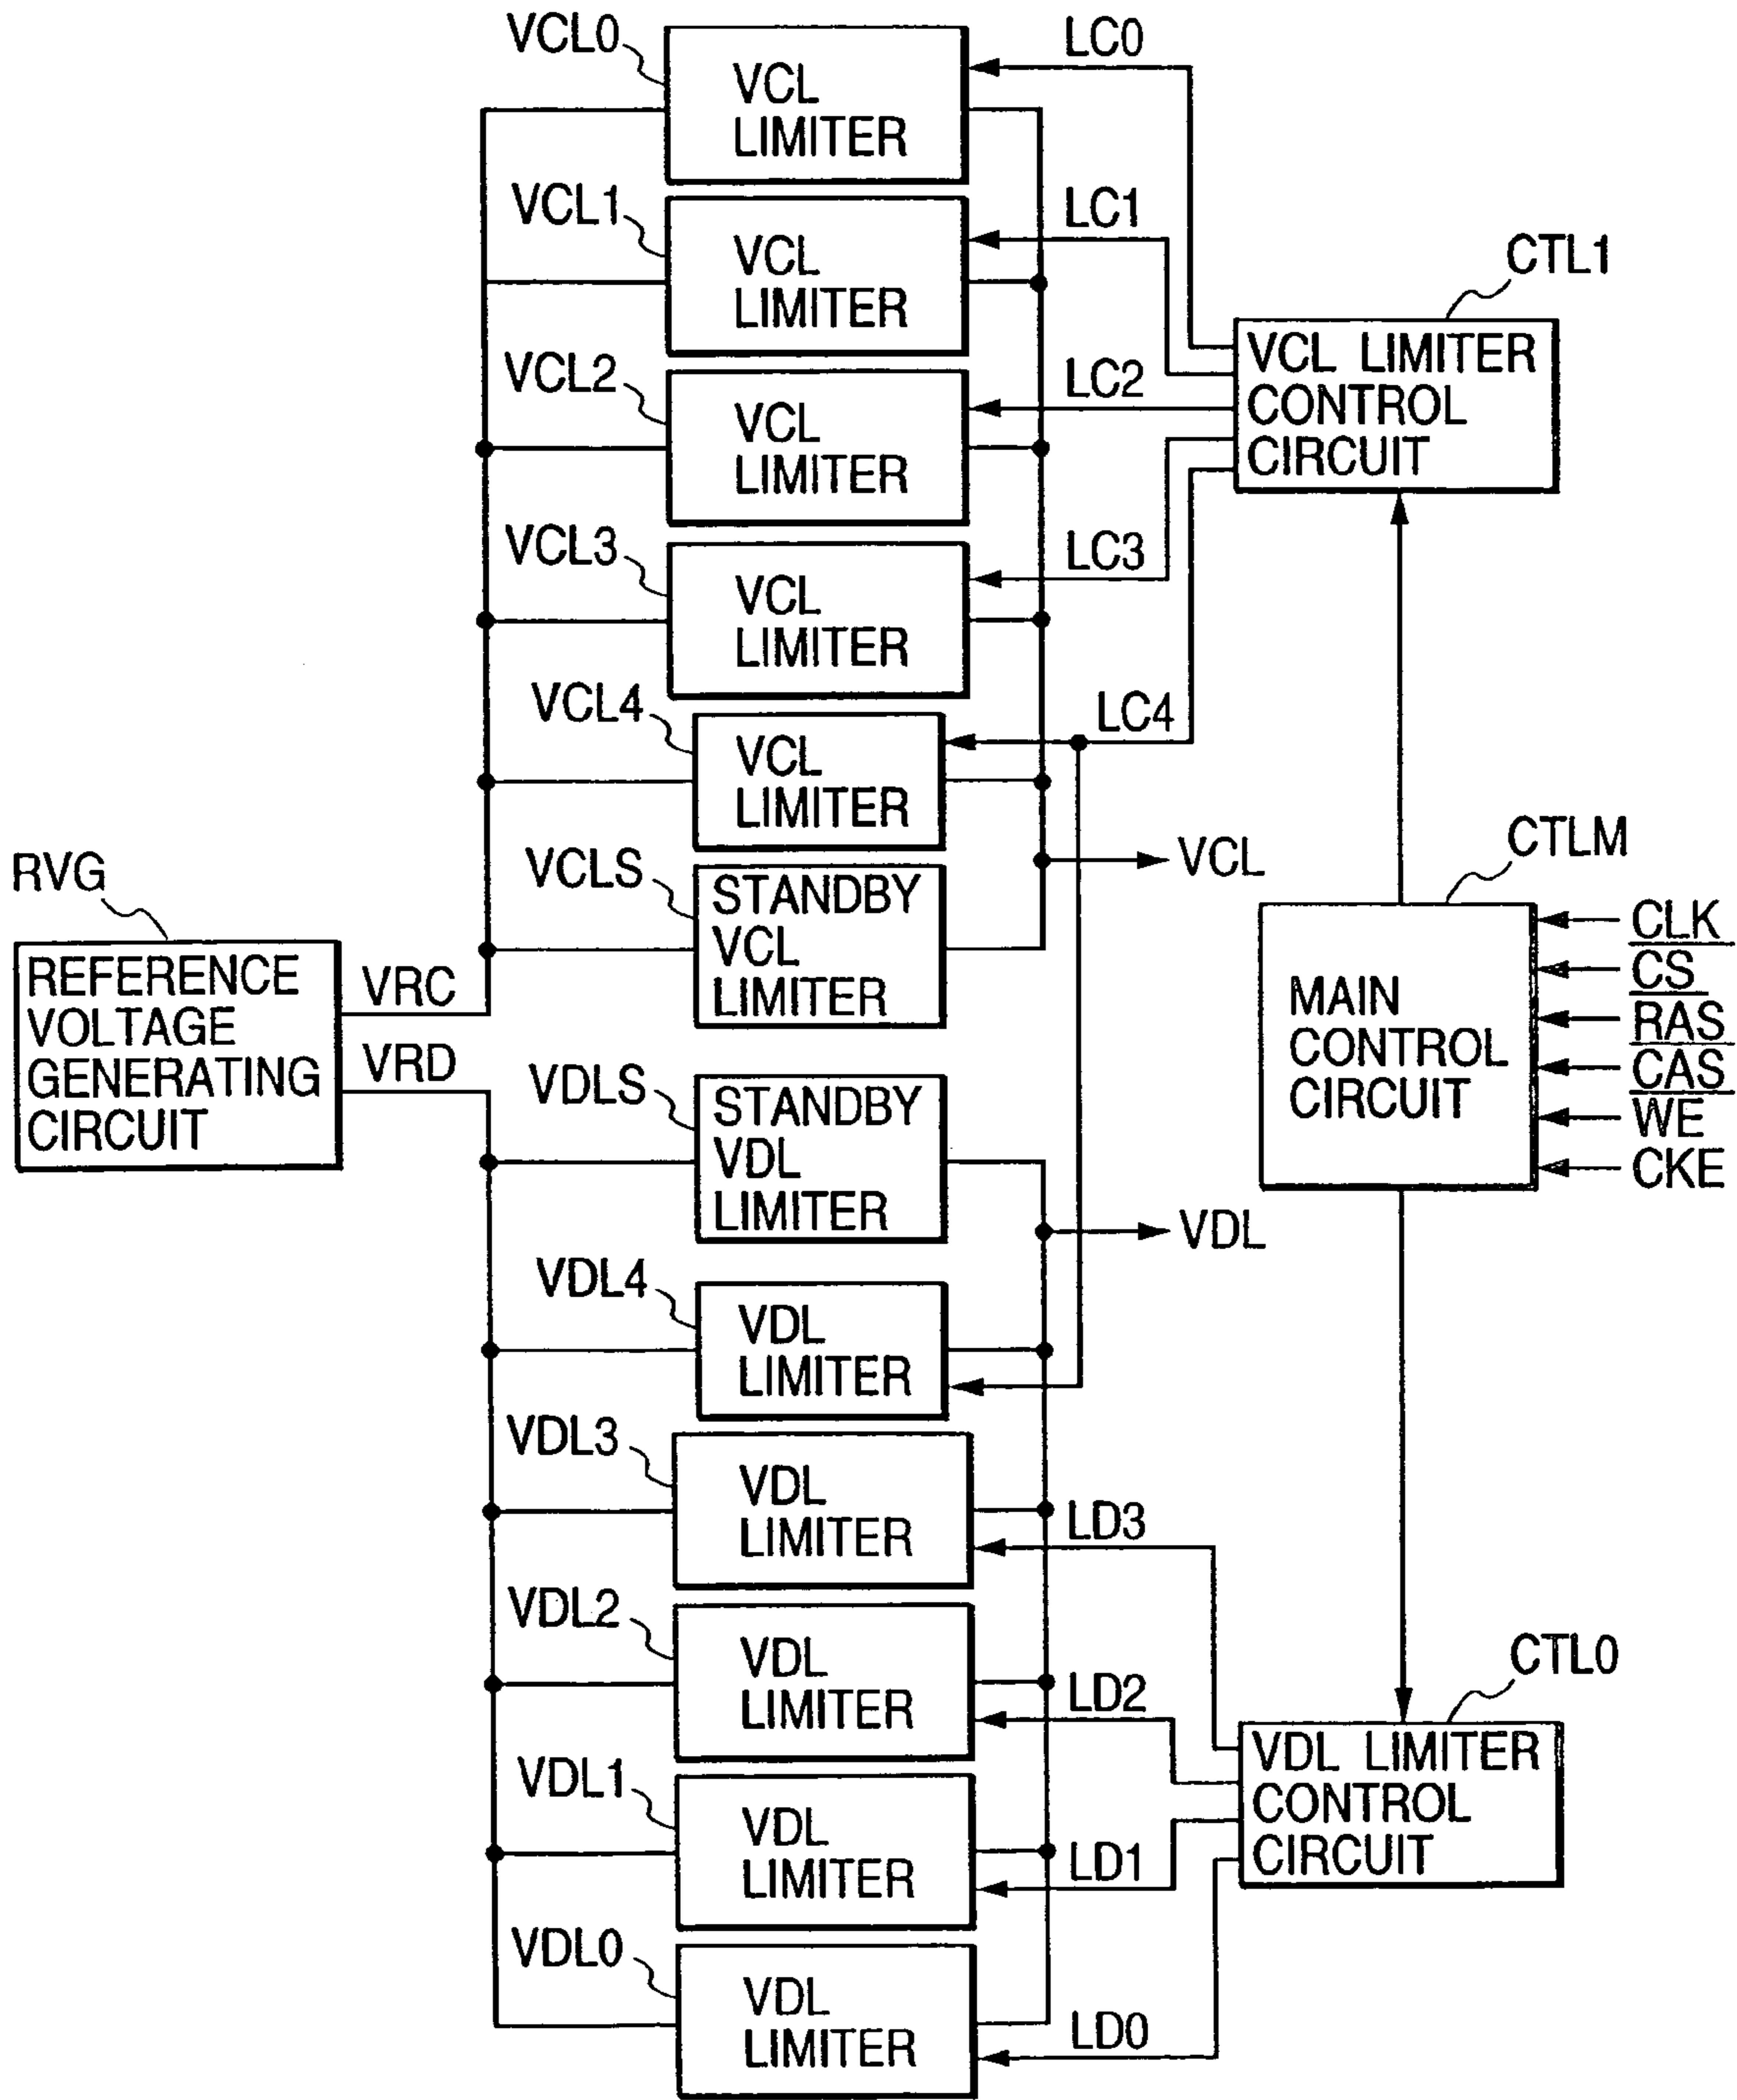 VCL0
VCL
LIMITER
LC0
VCL1
VCL
LIMITER
LC1
CTL1
VCL LIMITER
CONTROL
CIRCUIT
VCL2
VCL
LIMITER
LC2
VCL3
VCL
LIMITER
LC3
VCL4
VCL
LIMITER
LC4
VCL
VCLS
STANDBY
VCL
LIMITER
RVG
REFERENCE
VOLTAGE
GENERATING
CIRCUIT
VRC
VRD
CTLM
MAIN
CONTROL
CIRCUIT
CLK
CS
RAS
CAS
WE
CKE
VDLS
STANDBY
VDL
LIMITER
VDL
VDL4
VDL
LIMITER
VDL3
VDL
LIMITER
LD3
VDL2
VDL
LIMITER
LD2
CTL0
VDL LIMITER
CONTROL
CIRCUIT
VDL1
VDL
LIMITER
LD1
VDL0
VDL
LIMITER
LD0